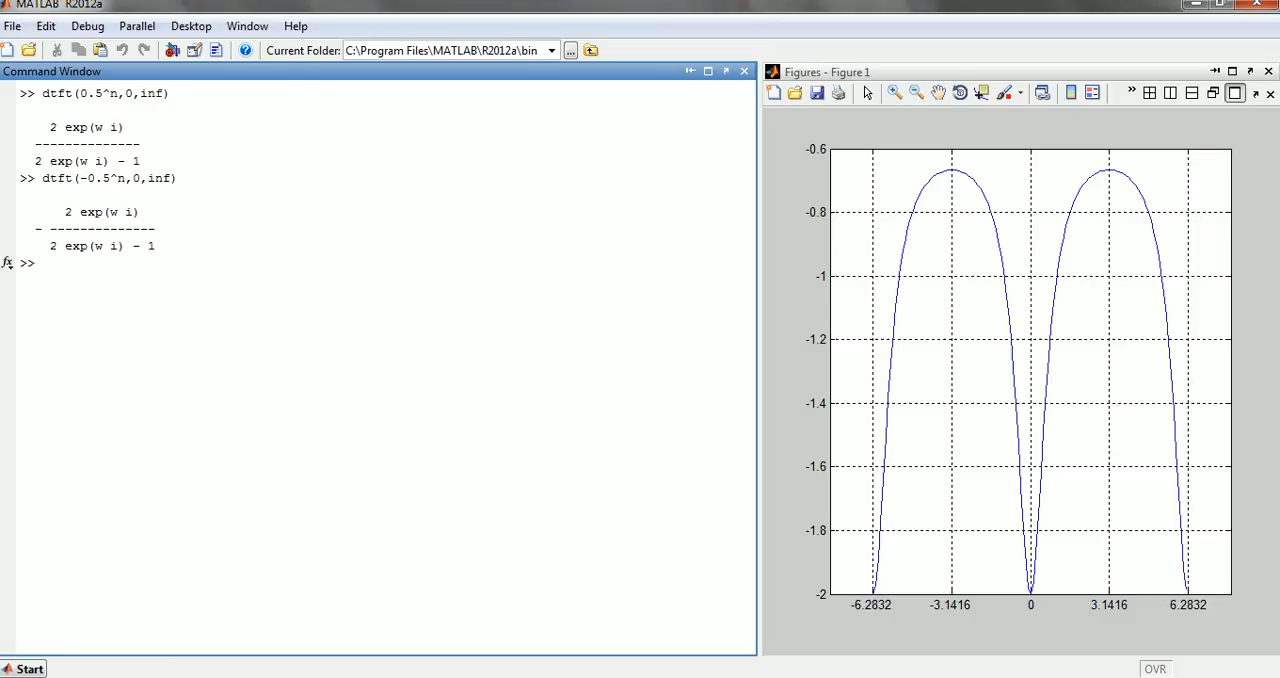 MATLAB R2012a
File Edit Debug Parallel Desktop Window Help
Current Folder: C:\Program Files\MATLAB\R2012a\bin ...
Command Window
>> dtft(0.5^n,0,inf)
2 exp(w i)
--------------
2 exp(w i) - 1
>> dtft(-0.5^n,0,inf)
2 exp(w i)
- --------------
2 exp(w i) - 1
fx >>
Figures - Figure 1
-0.6
-0.8
-1
-1.2
-1.4
-1.6
-1.8
-2
-6.2832 -3.1416 0 3.1416 6.2832
Start
OVR